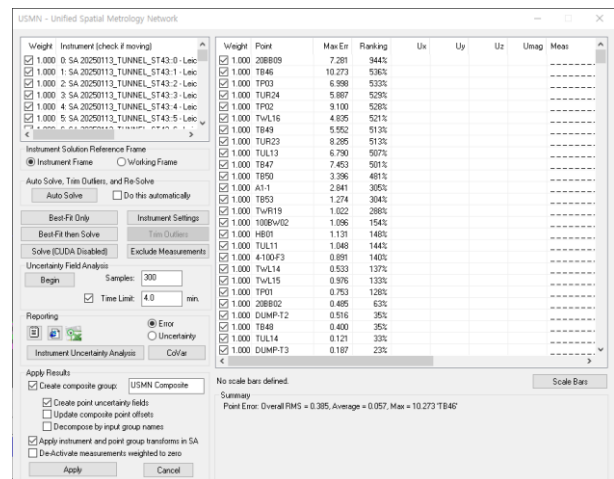 USMN - Unified Spatial Metrology Network
Weight Instrument (check if moving)
1.000 0: SA 20250113_TUNNEL_ST43::0 - Leic
1.000 1: SA 20250113_TUNNEL_ST43::1 - Leic
1.000 2: SA 20250113_TUNNEL_ST43::2 - Leic
1.000 3: SA 20250113_TUNNEL_ST43::3 - Leic
1.000 4: SA 20250113_TUNNEL_ST43::4 - Leic
1.000 5: SA 20250113_TUNNEL_ST43::5 - Leic
Instrument Solution Reference Frame
Instrument Frame Working Frame
Auto Solve, Trim Outliers, and Re-Solve
Auto Solve Do this automatically
Best-Fit Only Instrument Settings
Best-Fit then Solve Trim Outliers
Solve (CUDA Disabled) Exclude Measurements
Uncertainty Field Analysis
Begin Samples: 300
Time Limit: 4.0 min.
Reporting
Error
Uncertainty
Instrument Uncertainty Analysis CoVar
Apply Results
Create composite group: USMN Composite
Create point uncertainty fields
Update composite point offsets
Decompose by input group names
Apply instrument and point group transforms in SA
De-Activate measurements weighted to zero
Apply Cancel
Weight Point Max Err Ranking Ux Uy Uz Umag Meas
1.000 20BB09 7.281 944%
1.000 TB46 10.273 536%
1.000 TP03 6.998 533%
1.000 TUR24 5.887 529%
1.000 TP02 9.100 528%
1.000 TWL16 4.835 521%
1.000 TB49 5.552 513%
1.000 TUR23 8.285 513%
1.000 TUL13 6.790 507%
1.000 TB47 7.453 501%
1.000 TB50 3.396 481%
1.000 A1-1 2.841 305%
1.000 TB53 1.274 304%
1.000 TWR19 1.022 288%
1.000 100BW02 1.096 154%
1.000 HB01 1.131 148%
1.000 TUL11 1.048 144%
1.000 4-100-F3 0.891 140%
1.000 TWL14 0.533 137%
1.000 TWL15 0.976 133%
1.000 TP01 0.753 128%
1.000 20BB02 0.485 63%
1.000 DUMP-T2 0.516 35%
1.000 TB48 0.400 35%
1.000 TUL14 0.121 33%
1.000 DUMP-T3 0.187 23%
No scale bars defined. Scale Bars
Summary
Point Error: Overall RMS = 0.385, Average = 0.057, Max = 10.273 'TB46'